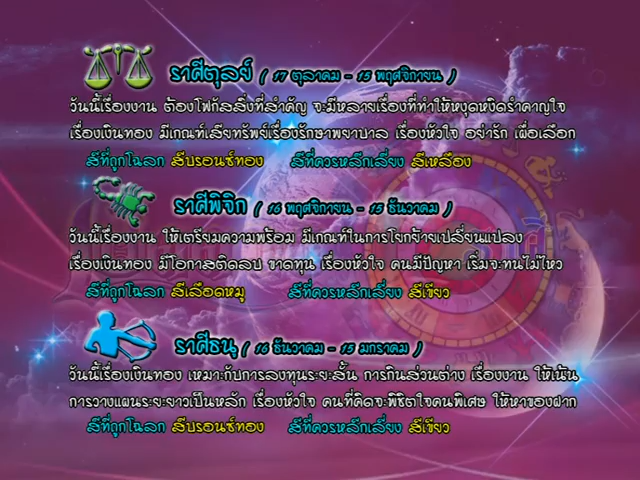 ราศีตุลย์ ( 17 ตุลาคม - 15 พฤศจิกายน )
วันนี้เรื่องงาน ต้องโฟกัสสิ่งที่สำคัญ จะมีหลายเรื่องที่ทำให้หงุดหงิดรำคาญใจ
เรื่องเงินทอง มีเกณฑ์เสียทรัพย์เรื่องรักษาพยาบาล เรื่องหัวใจ อย่ารัก เผื่อเลือก
สีที่ถูกโฉลก สีบรอนซ์ทอง สีที่ควรหลีกเลี่ยง สีเหลือง
ราศีพิจิก ( 16 พฤศจิกายน - 15 ธันวาคม )
วันนี้เรื่องงาน ให้เตรียมความพร้อม มีเกณฑ์ในการโยกย้ายเปลี่ยนแปลง
เรื่องเงินทอง มีโอกาสติดลบ ขาดทุน เรื่องหัวใจ คนมีปัญหา เริ่มจะทนไม่ไหว
สีที่ถูกโฉลก สีเลือดหมู สีที่ควรหลีกเลี่ยง สีเขียว
ราศีธนู ( 16 ธันวาคม - 15 มกราคม )
วันนี้เรื่องเงินทอง เหมาะกับการลงทุนระยะสั้น การกินส่วนต่าง เรื่องงาน ให้เน้น
การวางแผนระยะยาวเป็นหลัก เรื่องหัวใจ คนที่คิดจะพิชิตใจคนพิเศษ ให้หาของฝาก
สีที่ถูกโฉลก สีบรอนซ์ทอง สีที่ควรหลีกเลี่ยง สีเขียว